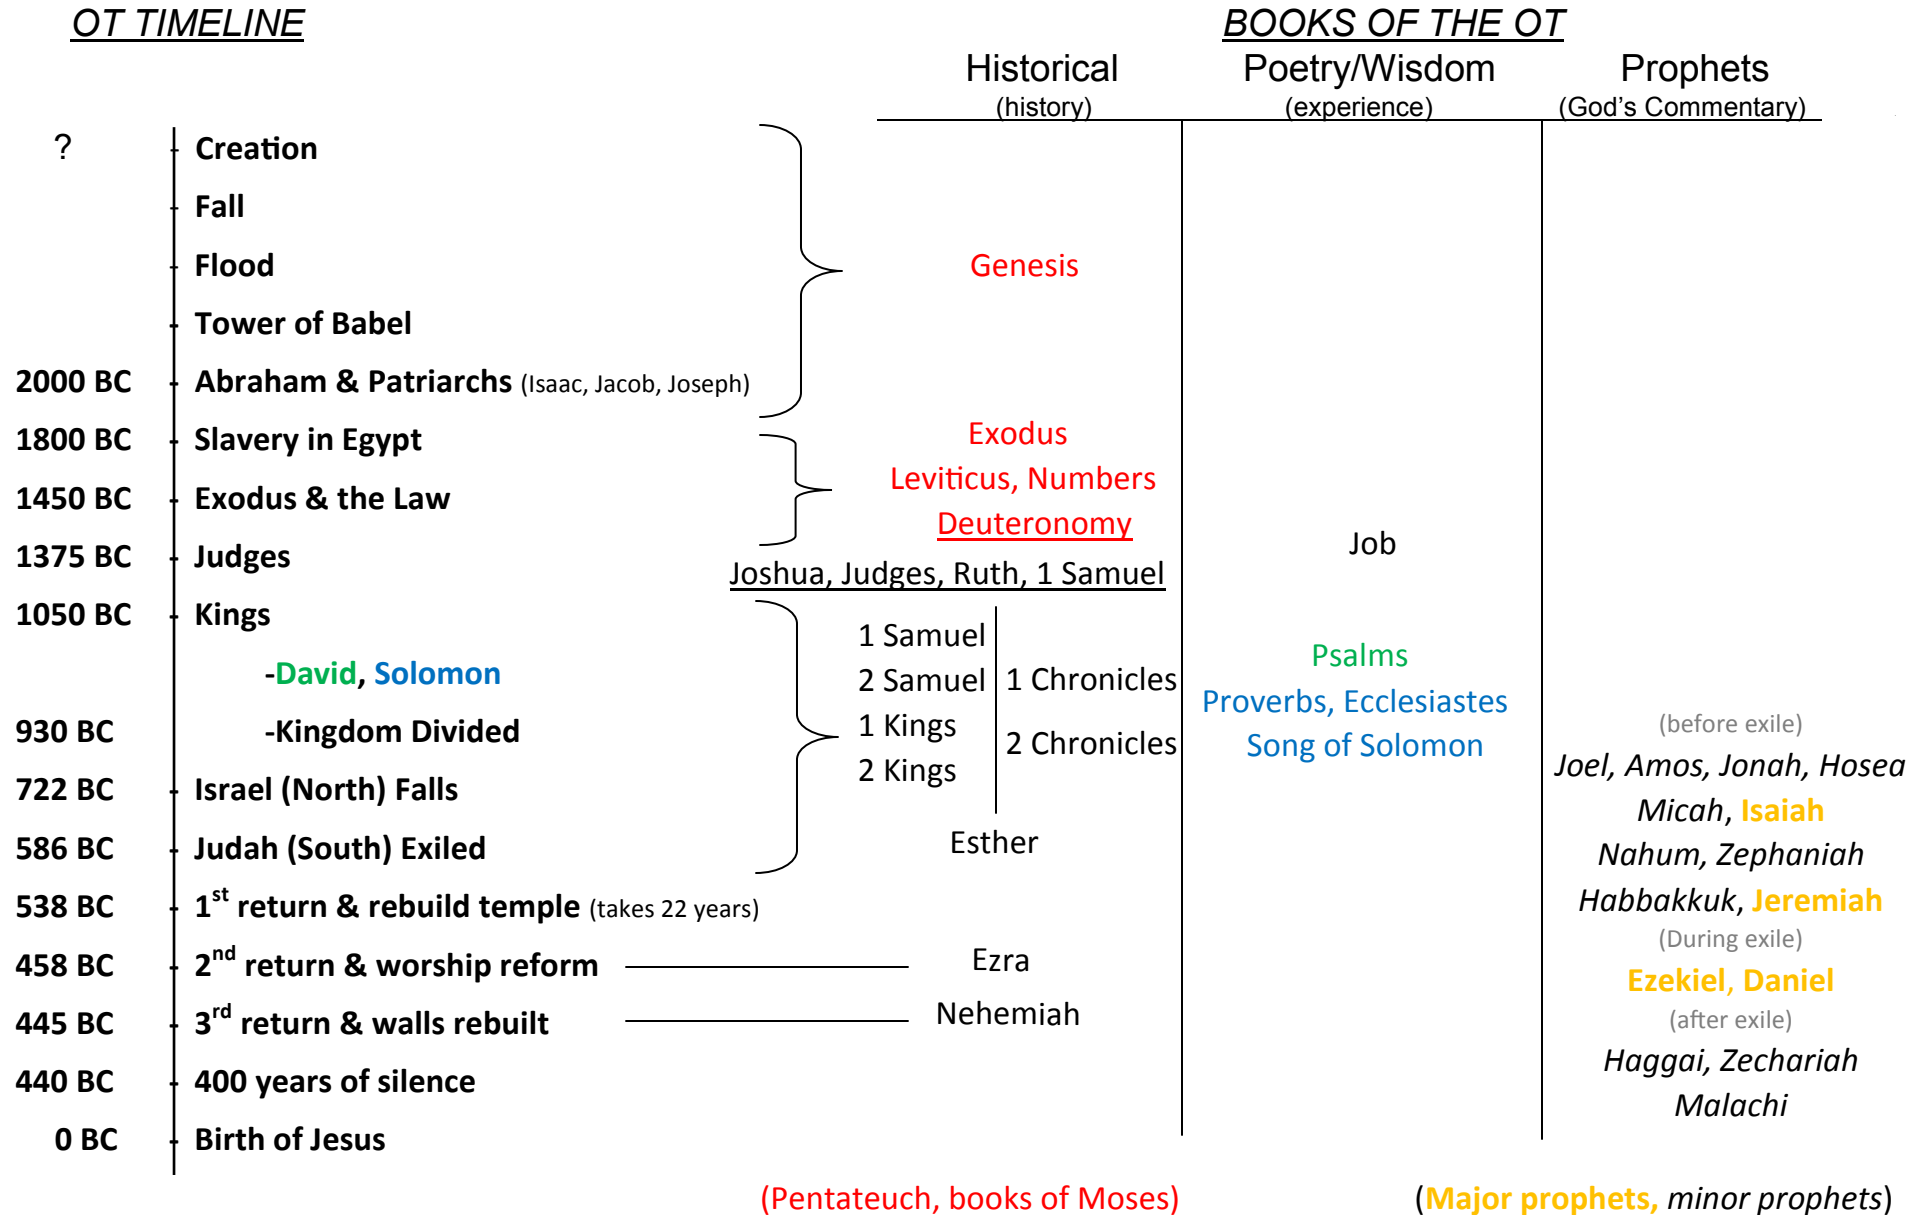 OT TIMELINE
BOOKS OF THE OT
Historical Poetry/Wisdom Prophets
(history) (experience) (God's Commentary)
? Creation
Fall
Flood
Genesis
Tower of Babel
2000 BC Abraham & Patriarchs (Isaac, Jacob, Joseph)
1800 BC Slavery in Egypt
Exodus
Leviticus, Numbers
1450 BC Exodus & the Law
Deuteronomy
Job
1375 BC Judges
Joshua, Judges, Ruth, 1 Samuel
1050 BC Kings
1 Samuel
Psalms
-David, Solomon
2 Samuel 1 Chronicles
Proverbs, Ecclesiastes
930 BC -Kingdom Divided
1 Kings
(before exile)
2 Chronicles
Song of Solomon
2 Kings
Joel, Amos, Jonah, Hosea
722 BC Israel (North) Falls
Micah, Isaiah
586 BC Judah (South) Exiled
Esther
Nahum, Zephaniah
538 BC 1st return & rebuild temple (takes 22 years)
Habbakkuk, Jeremiah
(During exile)
458 BC 2nd return & worship reform
Ezra
Ezekiel, Daniel
445 BC 3rd return & walls rebuilt
Nehemiah
(after exile)
Haggai, Zechariah
440 BC 400 years of silence
Malachi
0 BC Birth of Jesus
(Pentateuch, books of Moses)
(Major prophets, minor prophets)